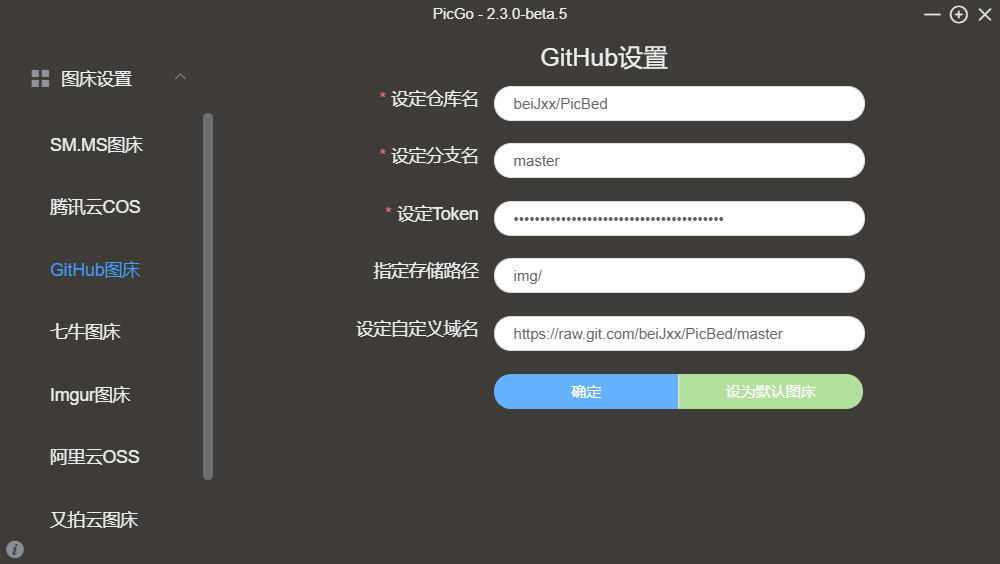 PicGo - 2.3.0-beta.5
图床设置
SM.MS图床
腾讯云COS
GitHub图床
七牛图床
Imgur图床
阿里云OSS
又拍云图床
GitHub设置
* 设定仓库名
beiJxx/PicBed
* 设定分支名
master
* 设定Token
••••••••••••••••••••••••••••••••••••••••
指定存储路径
img/
设定自定义域名
https://raw.git.com/beiJxx/PicBed/master
确定
设为默认图床